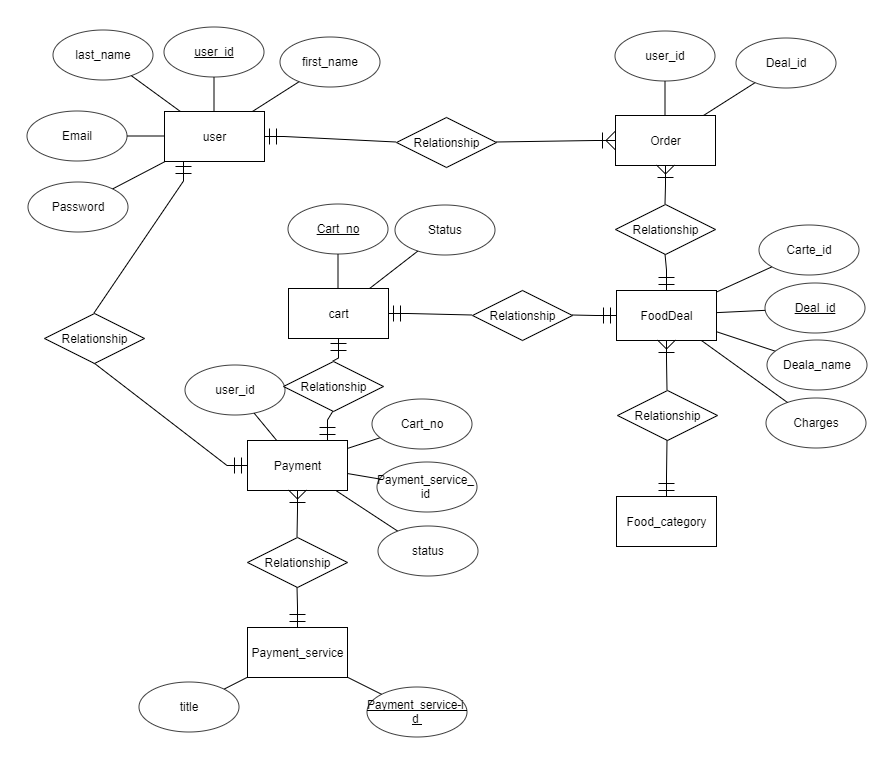 last_name
user_id
first_name
user_id
Deal_id
Email
user
Relationship
Order
Password
Cart_no
Status
Relationship
Carte_id
cart
Relationship
FoodDeal
Deal_id
Relationship
Deala_name
user_id
Relationship
Relationship
Cart_no
Charges
Payment
Payment_service_
id
Food_category
status
Relationship
Payment_service
title
Payment_service-i
d